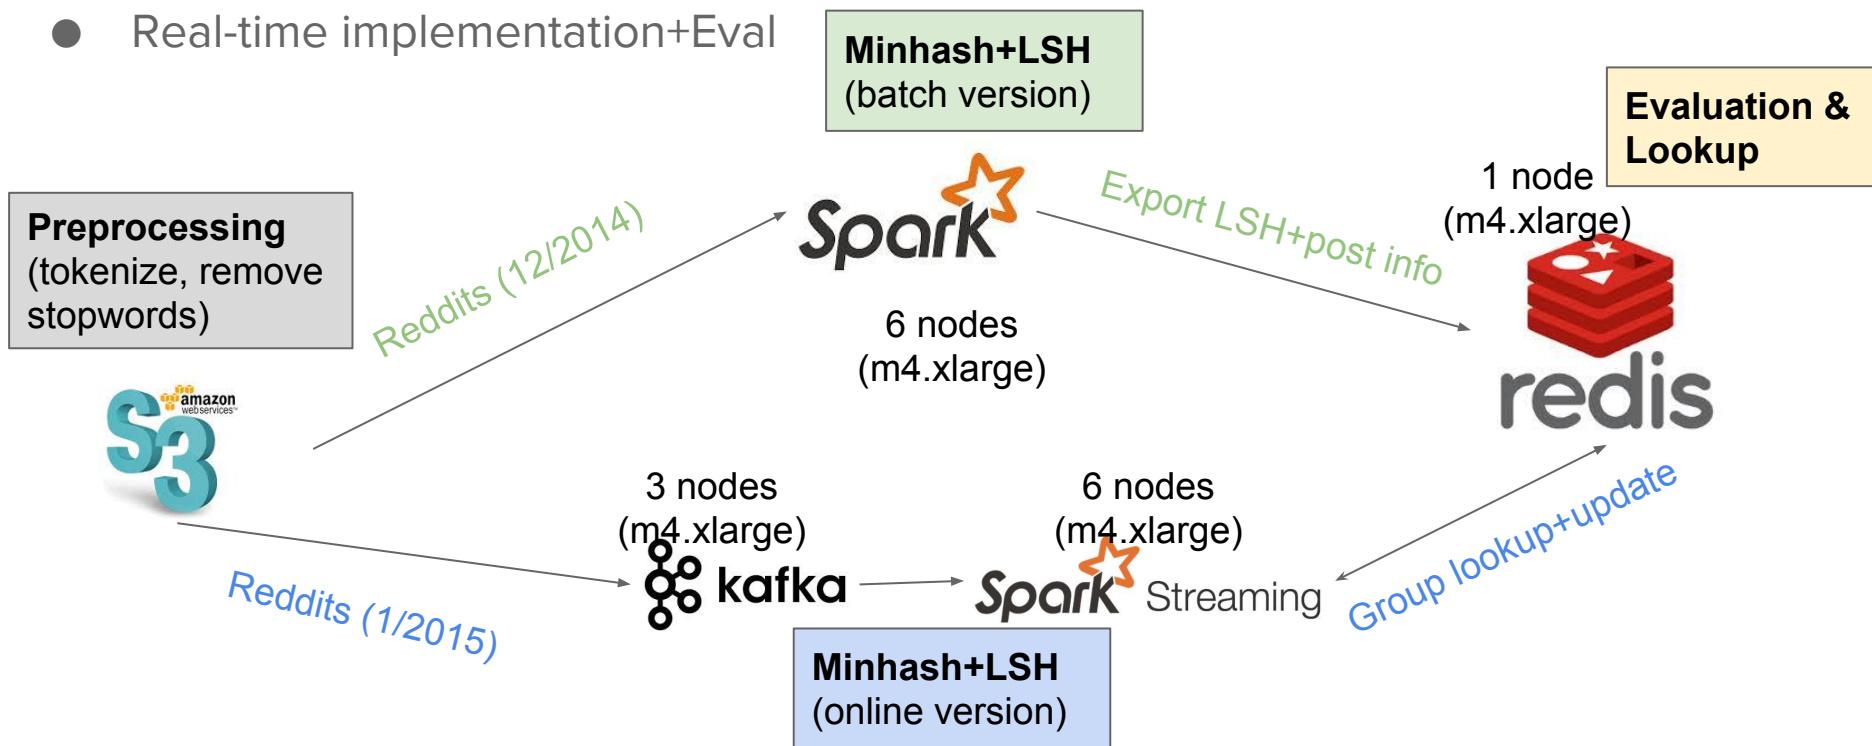 ● Real-time implementation+Eval
Minhash+LSH
(batch version)
Evaluation &
Lookup
1 node
(m4.xlarge)
Preprocessing
(tokenize, remove
stopwords)
Reddits (12/2014)
Spark
Export LSH+post info
6 nodes
(m4.xlarge)
redis
S3
amazon
webservices™
3 nodes
(m4.xlarge)
6 nodes
(m4.xlarge)
Reddits (1/2015)
kafka
Spark Streaming
Group lookup+update
Minhash+LSH
(online version)